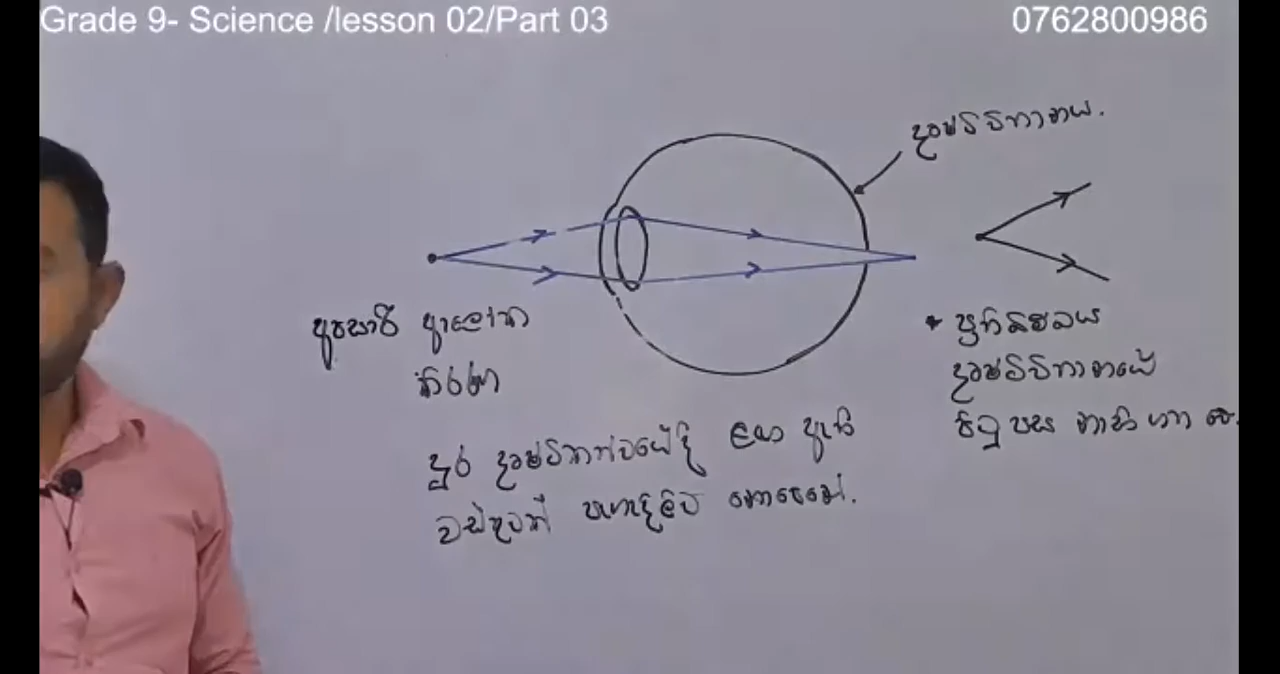 Grade 9- Science /lesson 02/Part 03
0762800986
දෘෂ්ටිවිතානය.
අපසාරී ආලෝක
කිරණ
* ප්‍රතිබිම්බය
දෘෂ්ටිවිතානයේ
පිටුපස
දූර දෘෂ්ටිකත්වයේදී ළඟ ඇති
වස්තූන් පැහැදිලිව නොපෙනේ.